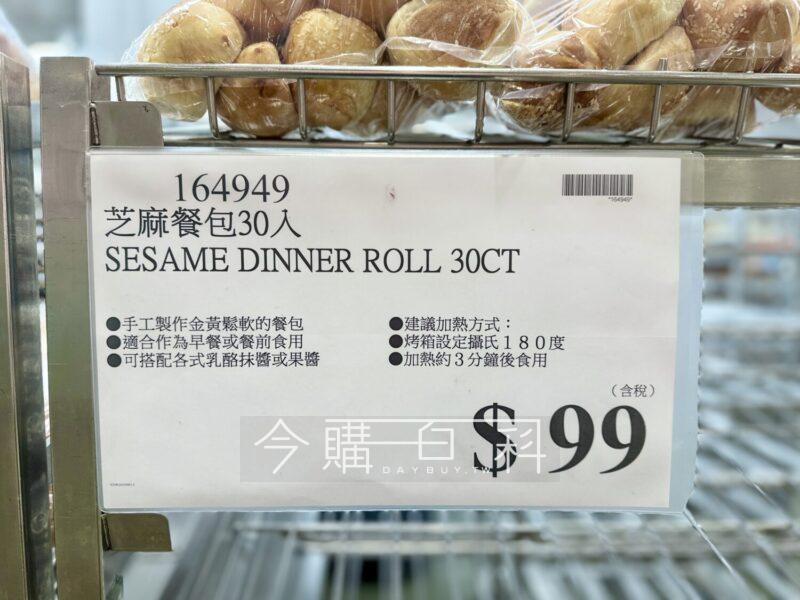 164949
*164949*
芝麻餐包30入
SESAME DINNER ROLL 30CT
●手工製作金黃鬆軟的餐包
●適合作為早餐或餐前食用
●可搭配各式乳酪抹醬或果醬
●建議加熱方式：
●烤箱設定攝氏１８０度
●加熱約３分鐘後食用
（含稅）
$ 99
今購百科
DAYBUY.TW